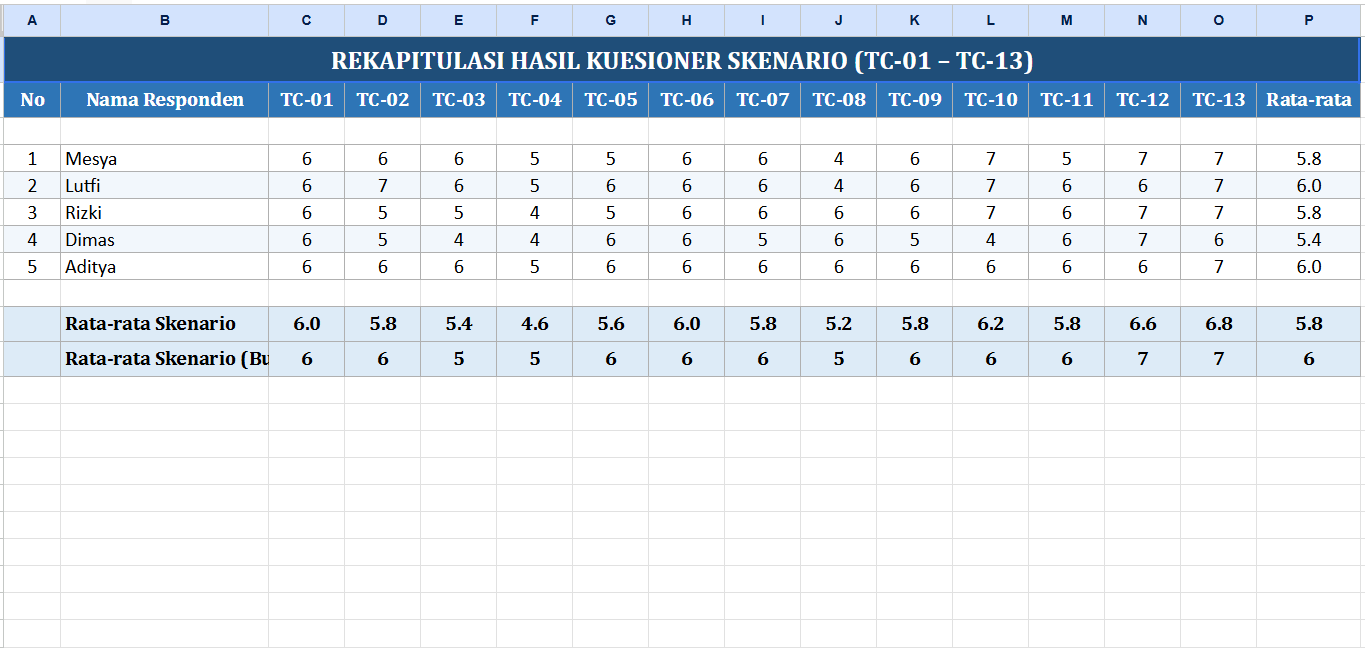 A B C D E F G H I J K L M N O P
REKAPITULASI HASIL KUESIONER SKENARIO (TC-01 – TC-13)
No Nama Responden TC-01 TC-02 TC-03 TC-04 TC-05 TC-06 TC-07 TC-08 TC-09 TC-10 TC-11 TC-12 TC-13 Rata-rata
1 Mesya 6 6 6 5 5 6 6 4 6 7 5 7 7 5.8
2 Lutfi 6 7 6 5 6 6 6 4 6 7 6 6 7 6.0
3 Rizki 6 5 5 4 5 6 6 6 6 7 6 7 7 5.8
4 Dimas 6 5 4 4 6 6 5 6 5 4 6 7 6 5.4
5 Aditya 6 6 6 5 6 6 6 6 6 6 6 6 7 6.0
Rata-rata Skenario 6.0 5.8 5.4 4.6 5.6 6.0 5.8 5.2 5.8 6.2 5.8 6.6 6.8 5.8
Rata-rata Skenario (Bu 6 6 5 5 6 6 6 5 6 6 6 7 7 6